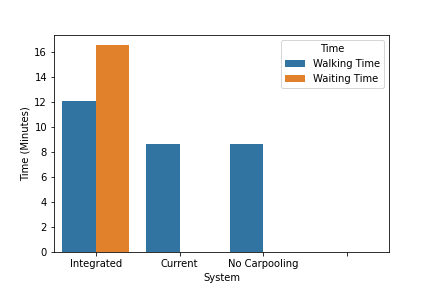 Time
Walking Time
Waiting Time
16
14
12
10
8
6
4
2
0
Time (Minutes)
Integrated
Current
No Carpooling
System